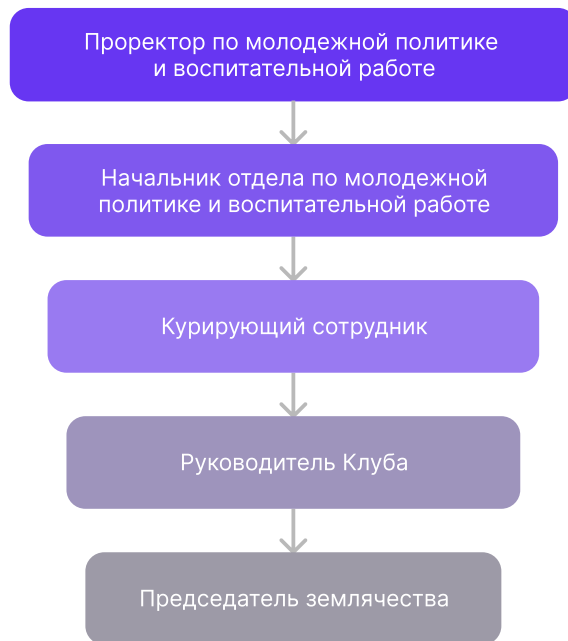 Проректор по молодежной политике
и воспитательной работе
Начальник отдела по молодежной
политике и воспитательной работе
Курирующий сотрудник
Руководитель Клуба
Председатель землячества